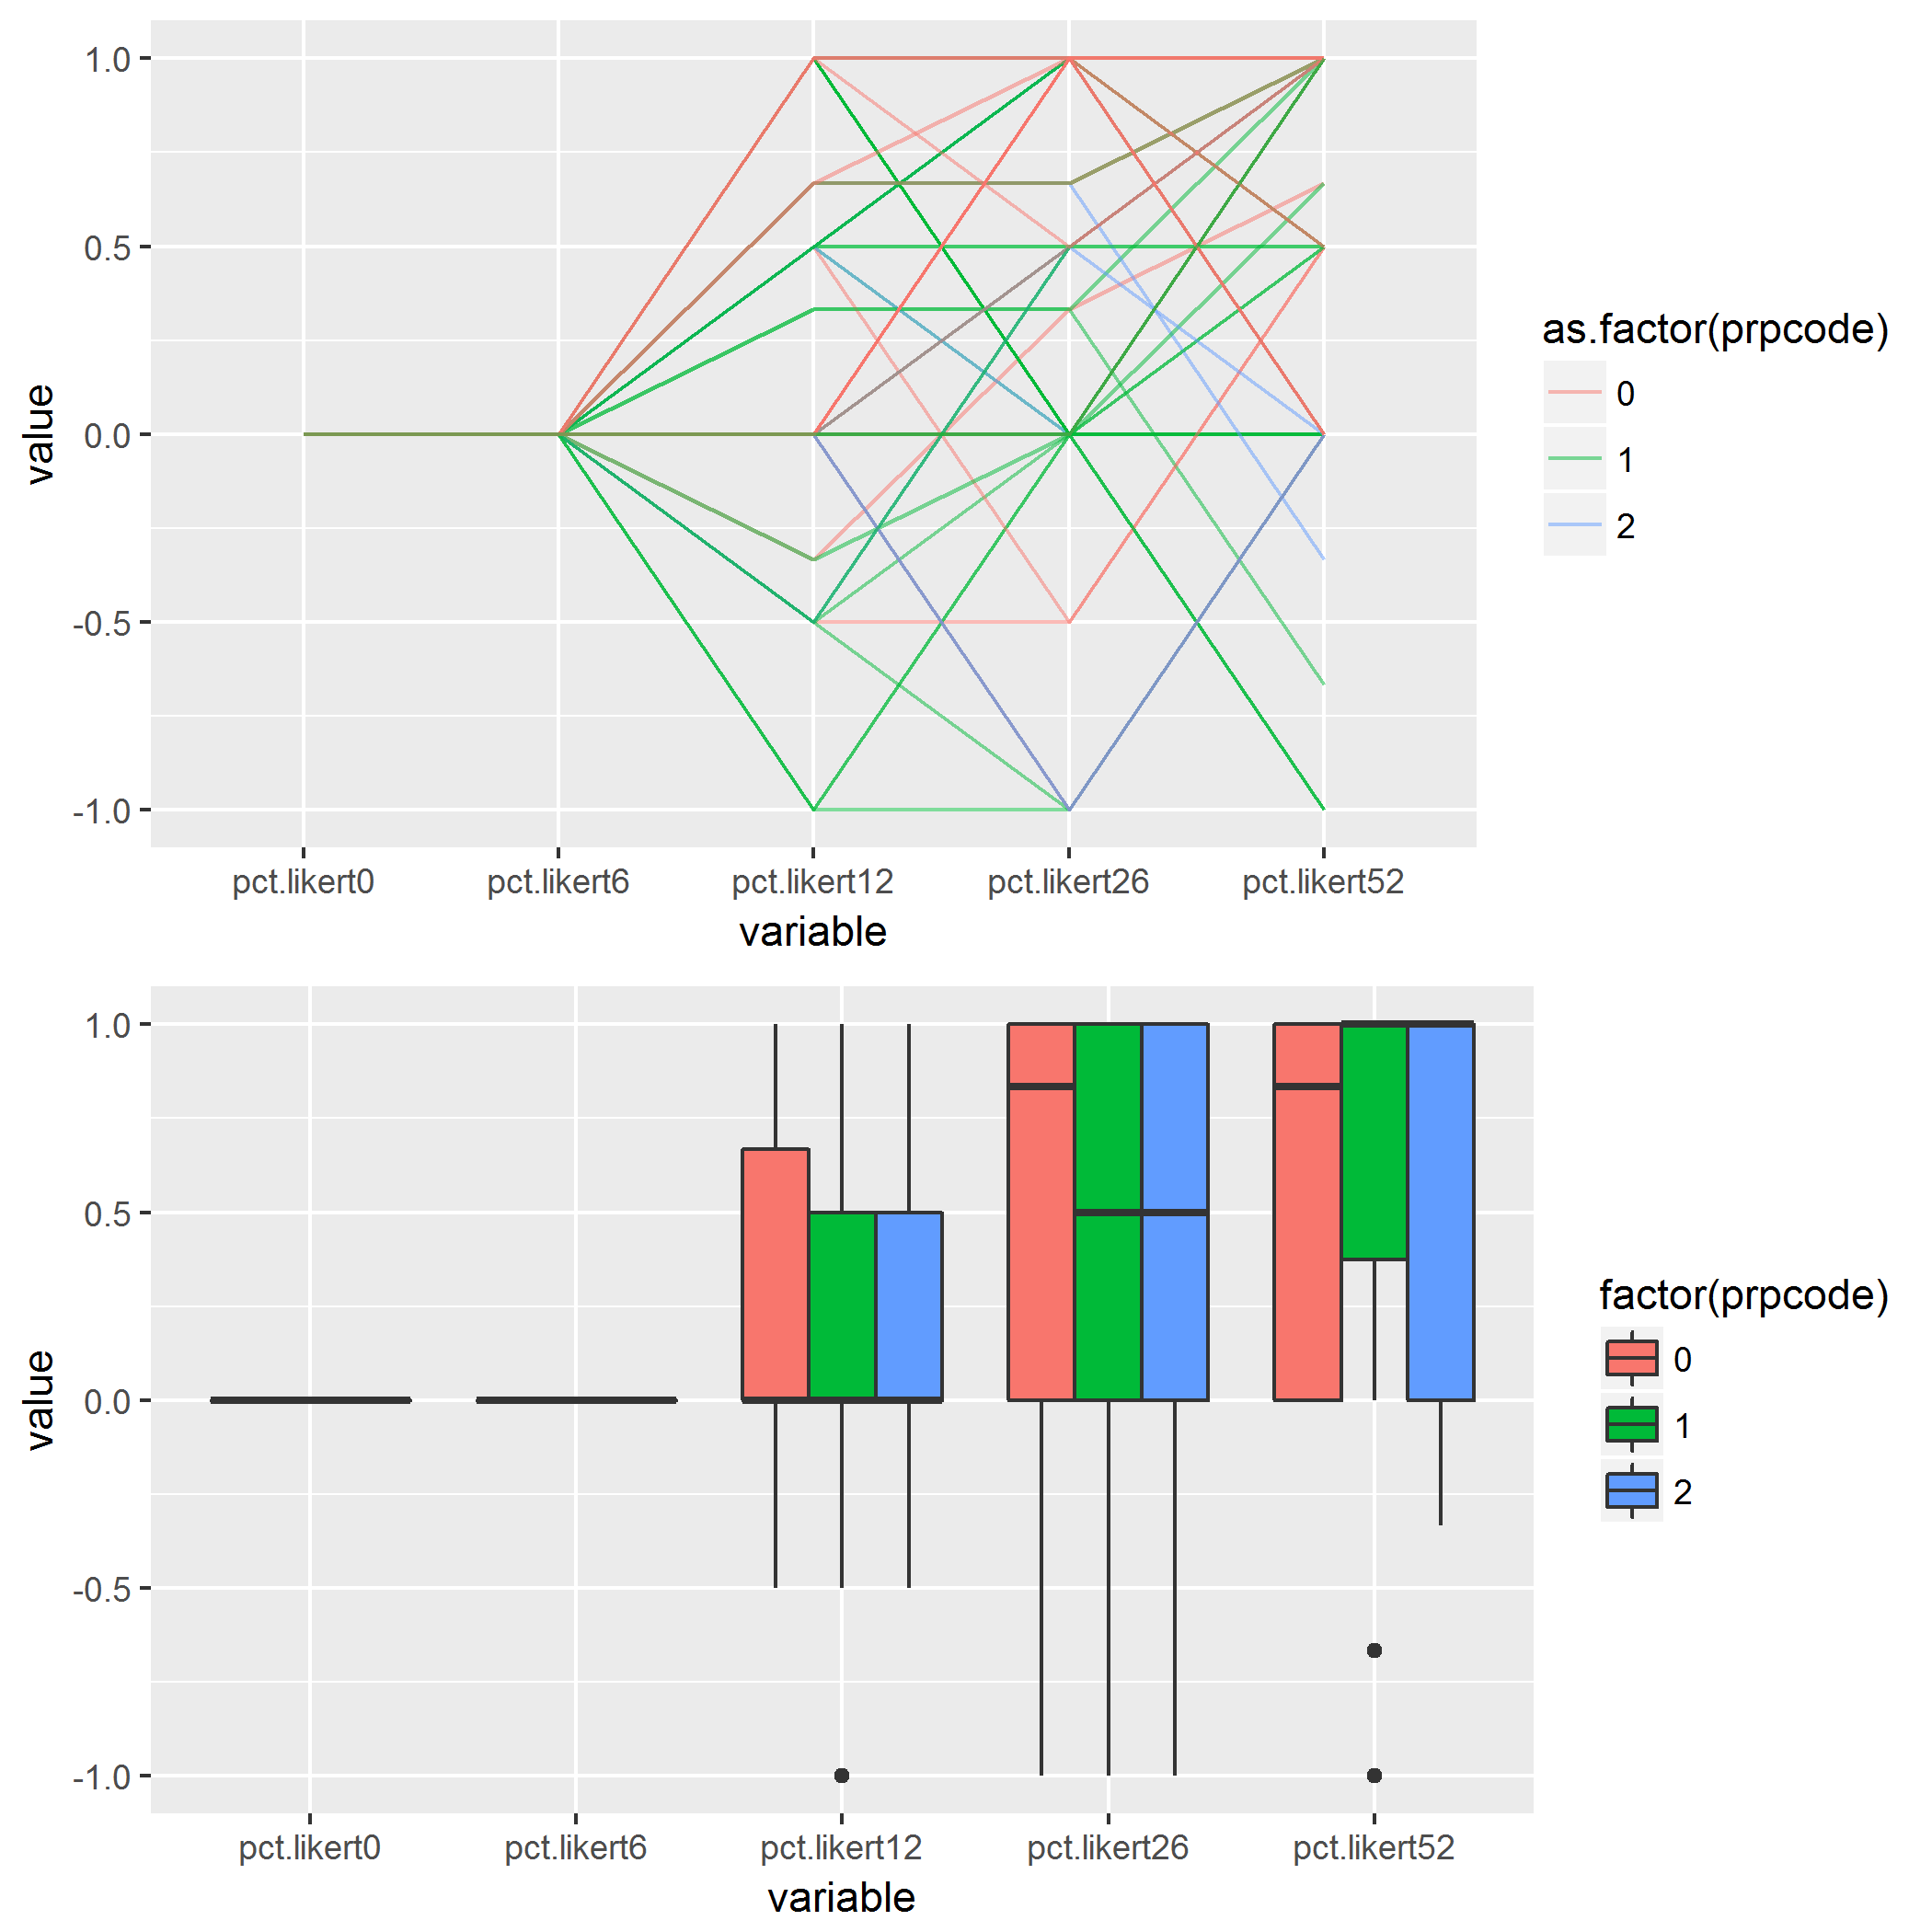 1.0
0.5
0.0
-0.5
-1.0
value
pct.likert0 pct.likert6 pct.likert12 pct.likert26 pct.likert52
variable
as.factor(prpcode)
0
1
2
1.0
0.5
0.0
-0.5
-1.0
value
pct.likert0 pct.likert6 pct.likert12 pct.likert26 pct.likert52
variable
factor(prpcode)
0
1
2